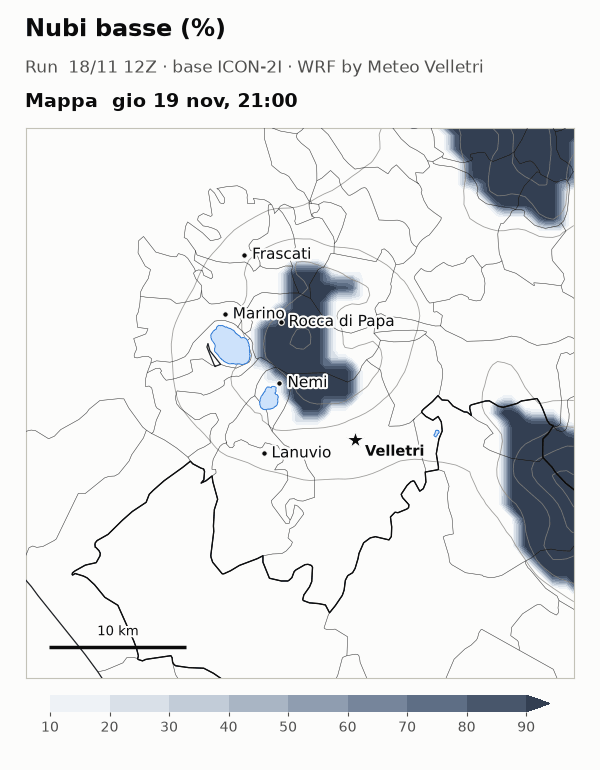 Nubi basse (%)
Run  18/11 12Z · base ICON-2I · WRF by Meteo Velletri
Mappa  gio 19 nov, 21:00
Frascati
Marino
Rocca di Papa
Nemi
Velletri
Lanuvio
10 km
10 20 30 40 50 60 70 80 90